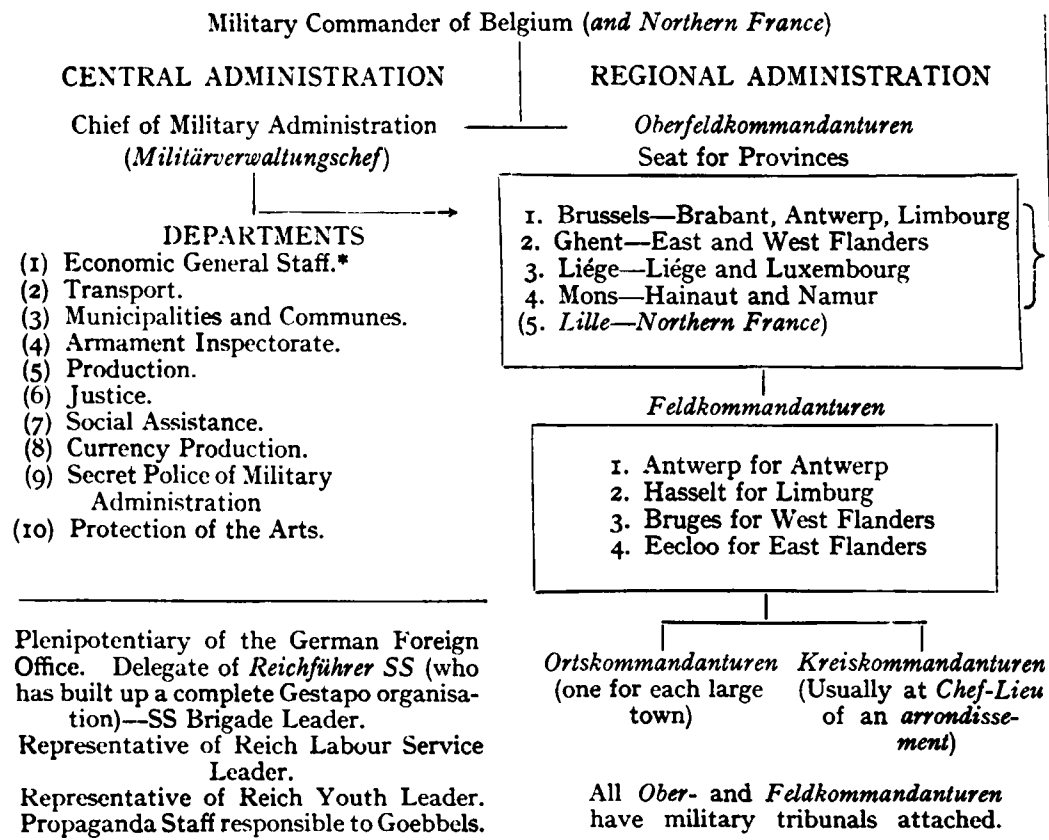 Military Commander of Belgium (and Northern France)
CENTRAL ADMINISTRATION
Chief of Military Administration
(Militärverwaltungschef)
DEPARTMENTS
(1) Economic General Staff.*
(2) Transport.
(3) Municipalities and Communes.
(4) Armament Inspectorate.
(5) Production.
(6) Justice.
(7) Social Assistance.
(8) Currency Production.
(9) Secret Police of Military
Administration
(10) Protection of the Arts.
Plenipotentiary of the German Foreign
Office. Delegate of Reichführer SS (who
has built up a complete Gestapo organisa-
tion)—SS Brigade Leader.
Representative of Reich Labour Service
Leader.
Representative of Reich Youth Leader.
Propaganda Staff responsible to Goebbels.
REGIONAL ADMINISTRATION
Oberfeldkommandanturen
Seat for Provinces
1. Brussels—Brabant, Antwerp, Limbourg
2. Ghent—East and West Flanders
3. Liége—Liége and Luxembourg
4. Mons—Hainaut and Namur
(5. Lille—Northern France)
Feldkommandanturen
1. Antwerp for Antwerp
2. Hasselt for Limburg
3. Bruges for West Flanders
4. Eecloo for East Flanders
Ortskommandanturen
(one for each large
town)
Kreiskommandanturen
(Usually at Chef-Lieu
of an arrondisse-
ment)
All Ober- and Feldkommandanturen
have military tribunals attached.